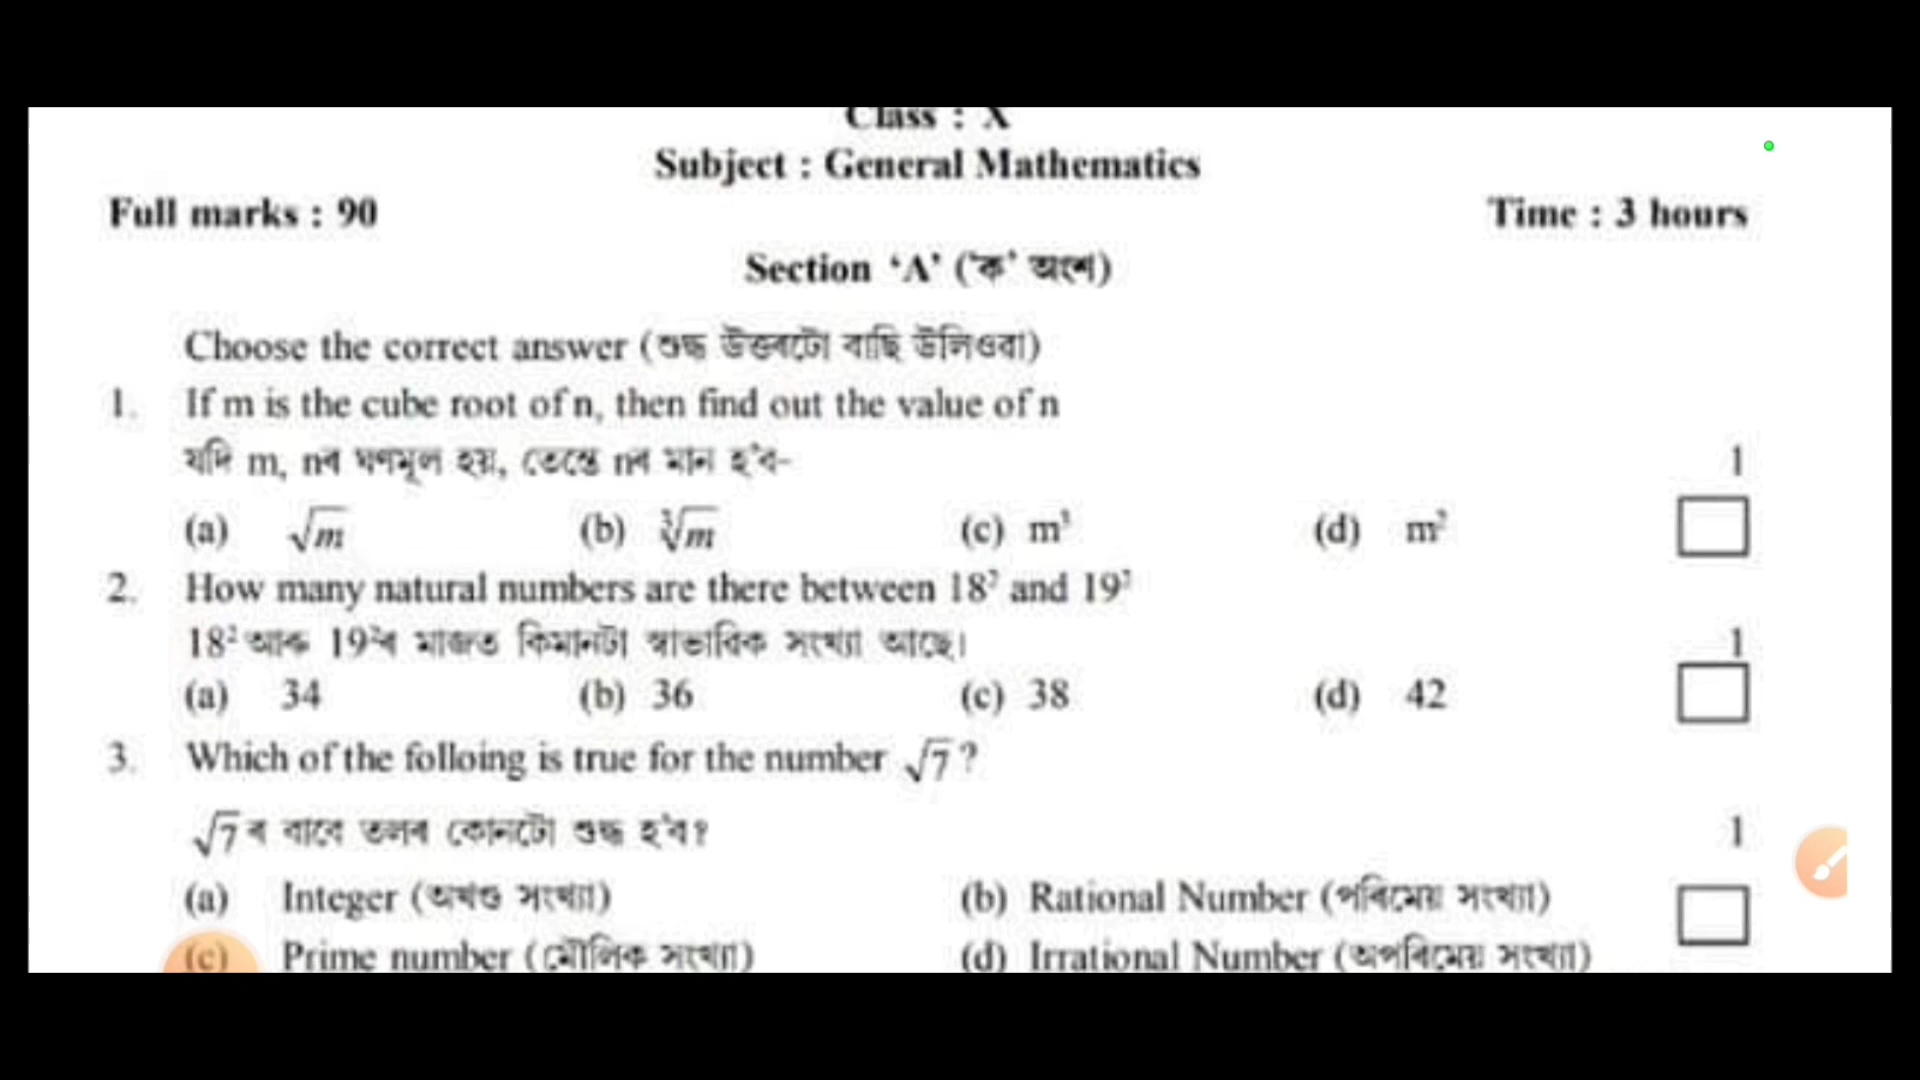 Class : X
Subject : General Mathematics
Full marks : 90 Time : 3 hours
Section ‘A’ (‘ক’ অংশ)
Choose the correct answer (শুদ্ধ উত্তৰটো বাছি উলিওৱা)
1. If m is the cube root of n, then find out the value of n
যদি m, nৰ ঘণমূল হয়, তেন্তে nৰ মান হ'ব- 1
(a) √m (b) ∛m (c) m³ (d) m²
2. How many natural numbers are there between 18² and 19²
18² আৰু 19²ৰ মাজত কিমানটা স্বাভাৱিক সংখ্যা আছে। 1
(a) 34 (b) 36 (c) 38 (d) 42
3. Which of the folloing is true for the number √7 ?
√7 ৰ বাবে তলৰ কোনটো শুদ্ধ হ'ব? 1
(a) Integer (অখণ্ড সংখ্যা) (b) Rational Number (পৰিমেয় সংখ্যা)
(c) Prime number (মৌলিক সংখ্যা) (d) Irrational Number (অপৰিমেয় সংখ্যা)